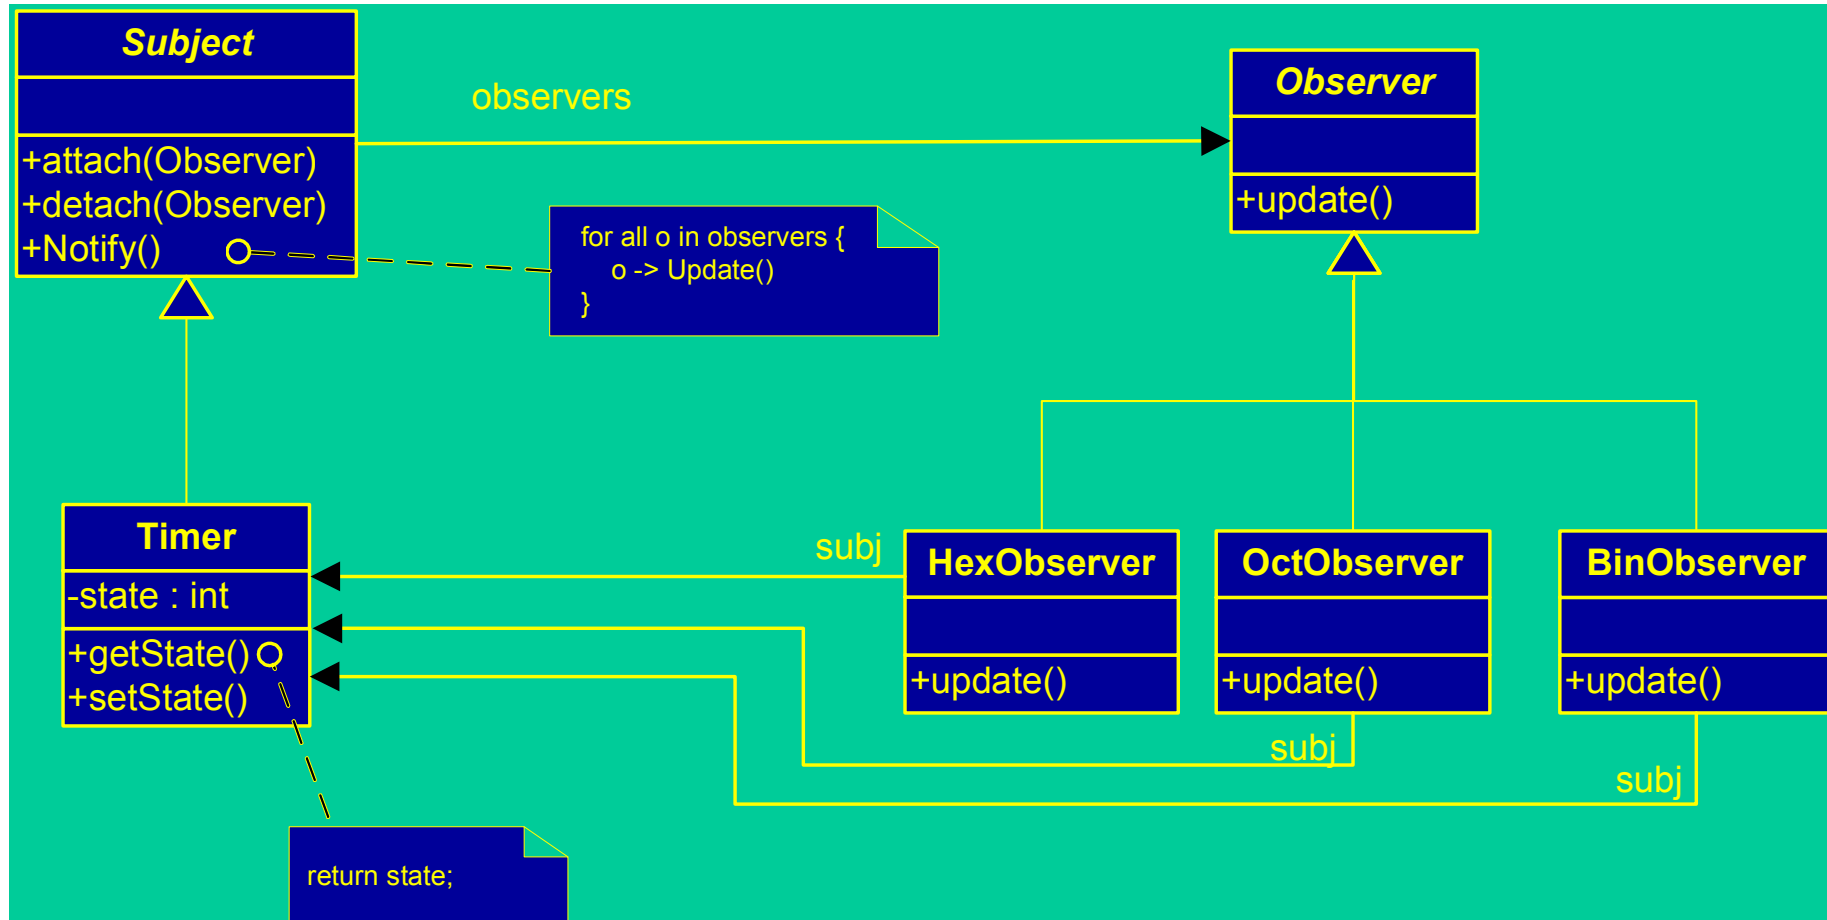 Subject
+attach(Observer)
+detach(Observer)
+Notify()
observers
for all o in observers {
o -> Update()
}
Observer
+update()
Timer
-state : int
+getState()
+setState()
return state;
subj
HexObserver
+update()
OctObserver
+update()
subj
BinObserver
+update()
subj